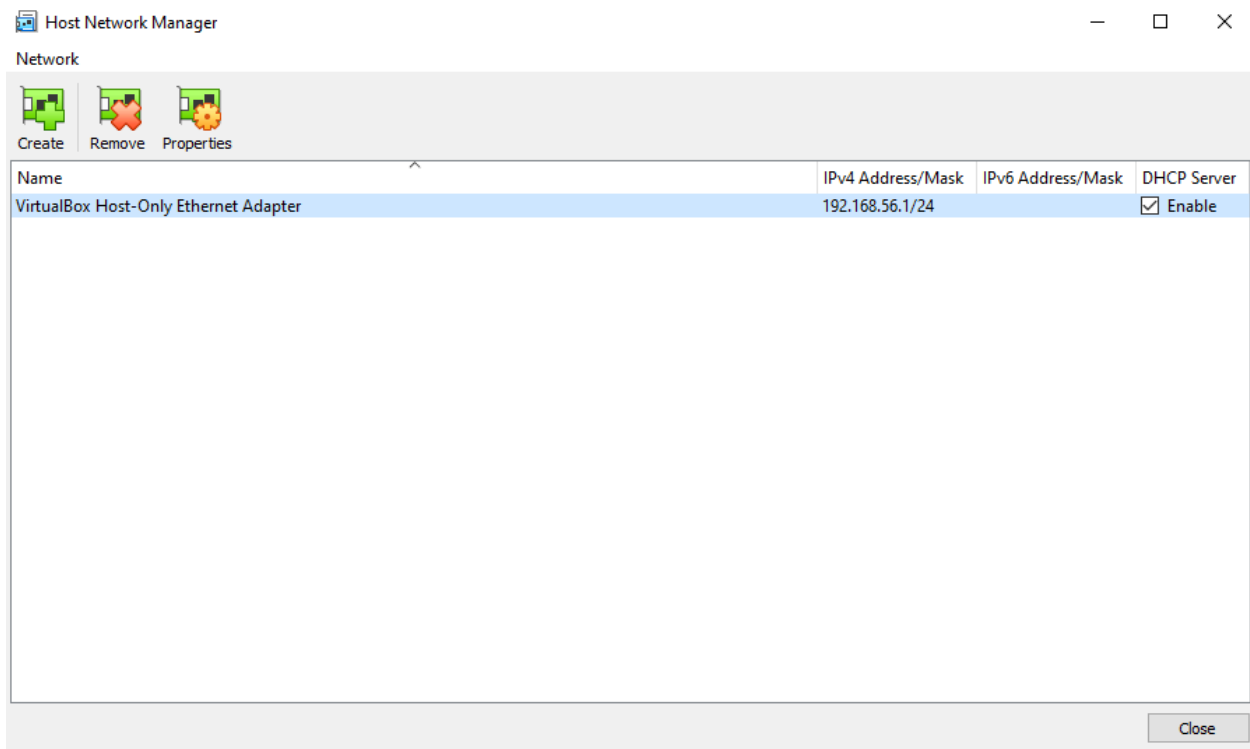 Host Network Manager
Network
Create Remove Properties
Name IPv4 Address/Mask IPv6 Address/Mask DHCP Server
VirtualBox Host-Only Ethernet Adapter 192.168.56.1/24 Enable
Close